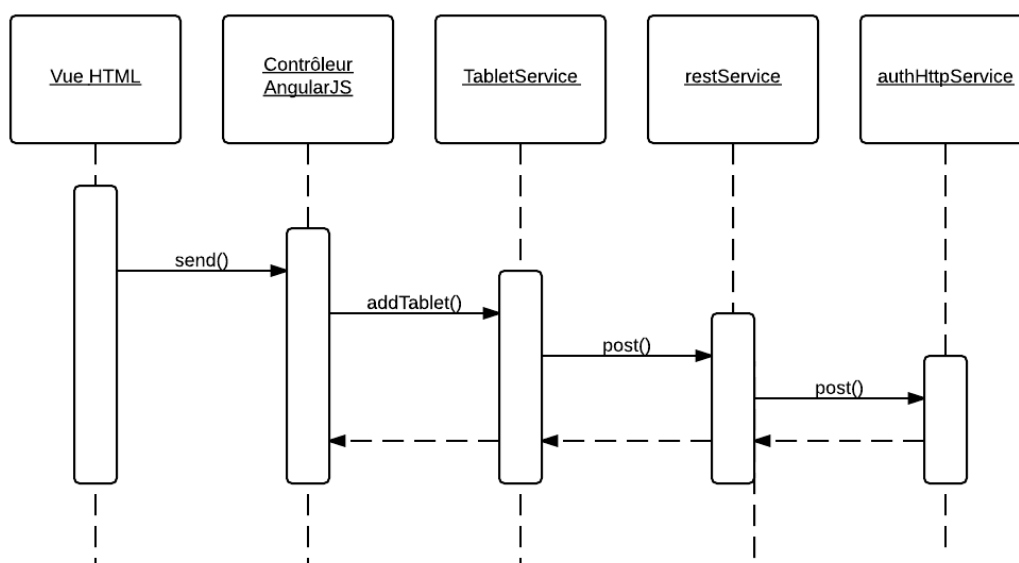 Vue HTML
Contrôleur
AngularJS
TabletService
restService
authHttpService
send()
addTablet()
post()
post()